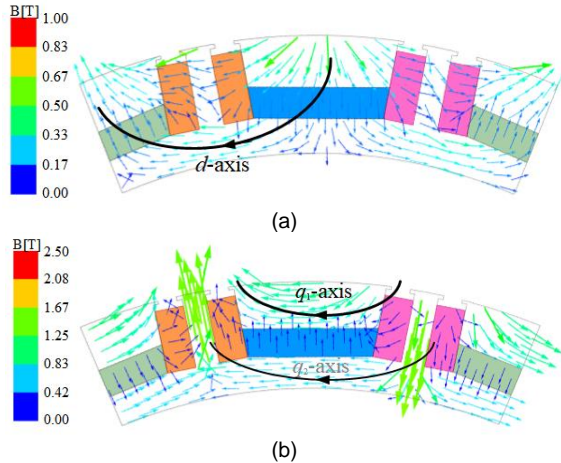 B[T]
1.00
0.83
0.67
0.50
0.33
0.17
0.00
d-axis
(a)
B[T]
2.50
2.08
1.67
1.25
0.83
0.42
0.00
q₁-axis
q₂-axis
(b)